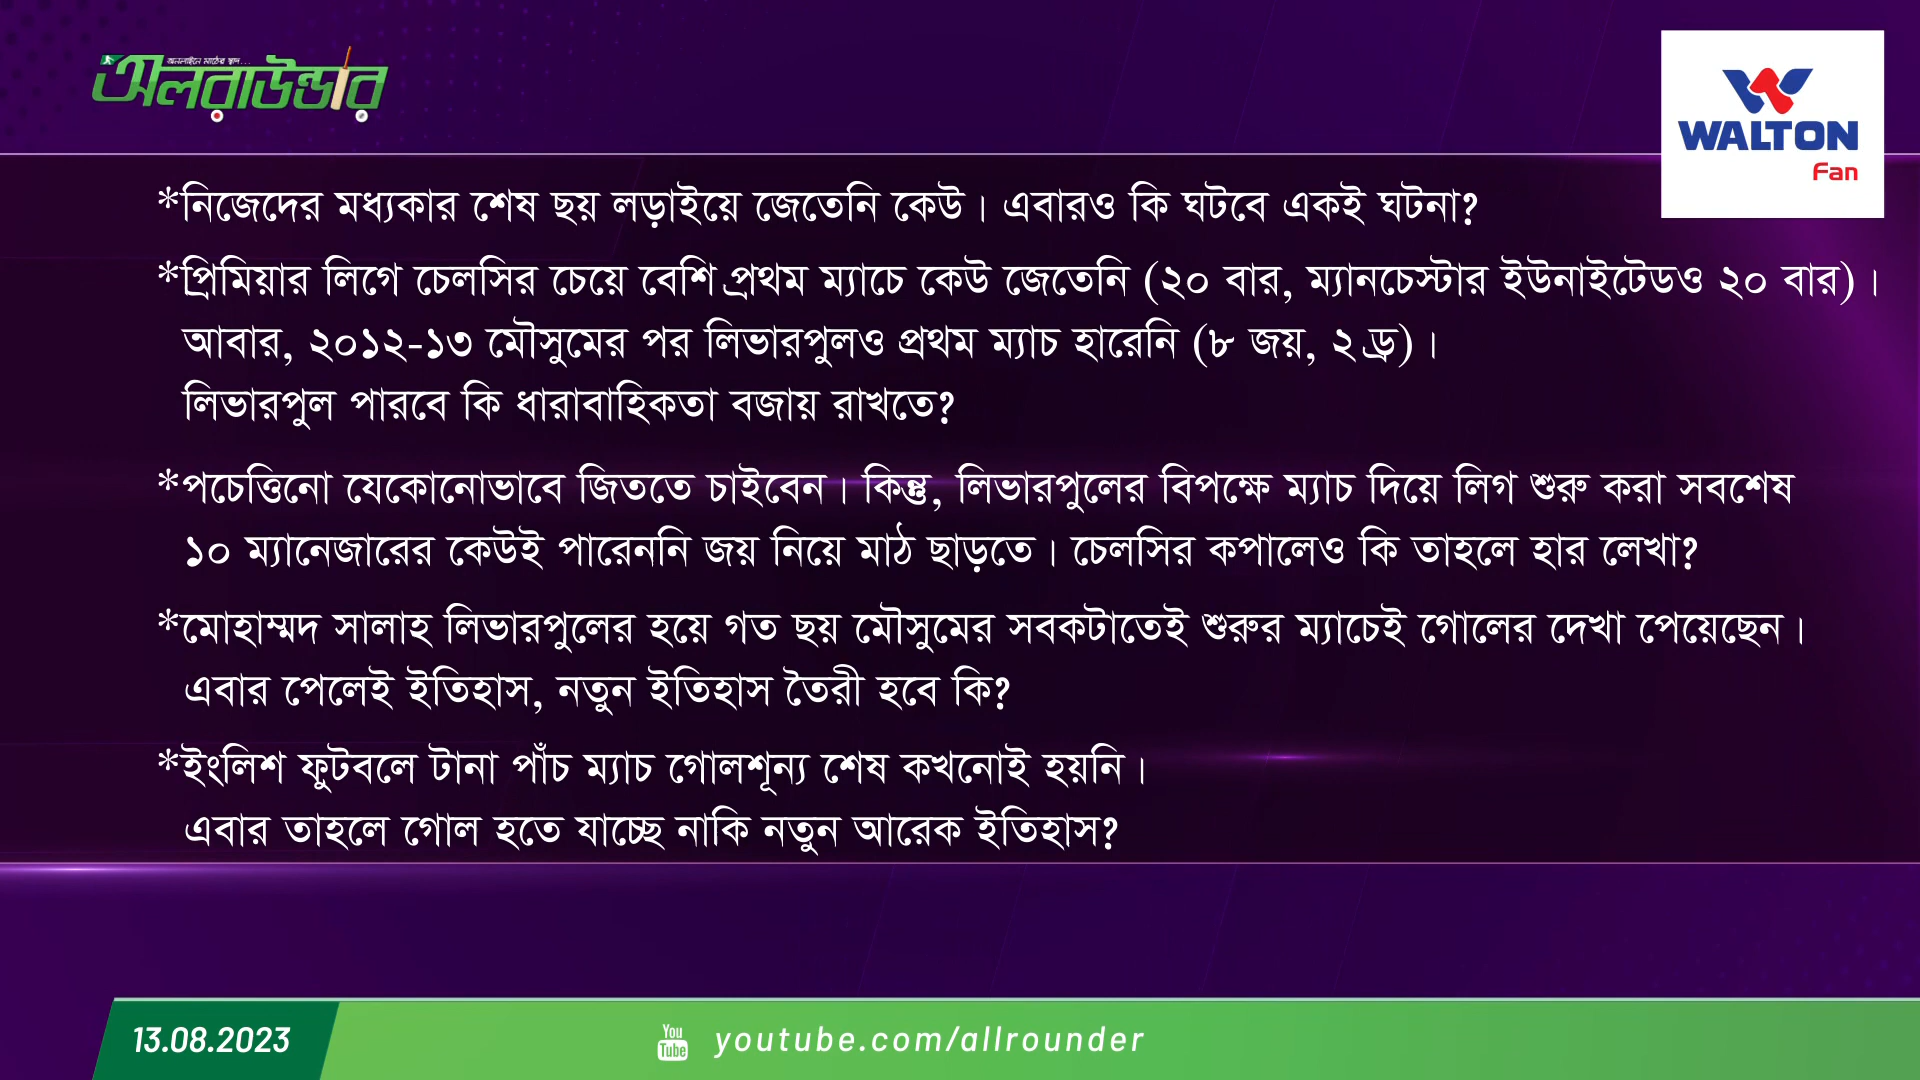 অনলাইনে মাঠের স্বাদ...
অলরাউন্ডার
WALTON
Fan
*নিজেদের মধ্যকার শেষ ছয় লড়াইয়ে জেতেনি কেউ। এবারও কি ঘটবে একই ঘটনা?
*প্রিমিয়ার লিগে চেলসির চেয়ে বেশি প্রথম ম্যাচে কেউ জেতেনি (২০ বার, ম্যানচেস্টার ইউনাইটেডও ২০ বার)।
আবার, ২০১২-১৩ মৌসুমের পর লিভারপুলও প্রথম ম্যাচ হারেনি (৮ জয়, ২ ড্র)।
লিভারপুল পারবে কি ধারাবাহিকতা বজায় রাখতে?
*পচেত্তিনো যেকোনোভাবে জিততে চাইবেন। কিন্তু, লিভারপুলের বিপক্ষে ম্যাচ দিয়ে লিগ শুরু করা সবশেষ
১০ ম্যানেজারের কেউই পারেননি জয় নিয়ে মাঠ ছাড়তে। চেলসির কপালেও কি তাহলে হার লেখা?
*মোহাম্মদ সালাহ লিভারপুলের হয়ে গত ছয় মৌসুমের সবকটাতেই শুরুর ম্যাচেই গোলের দেখা পেয়েছেন।
এবার পেলেই ইতিহাস, নতুন ইতিহাস তৈরী হবে কি?
*ইংলিশ ফুটবলে টানা পাঁচ ম্যাচ গোলশূন্য শেষ কখনোই হয়নি।
এবার তাহলে গোল হতে যাচ্ছে নাকি নতুন আরেক ইতিহাস?
13.08.2023
You
Tube
youtube.com/allrounder